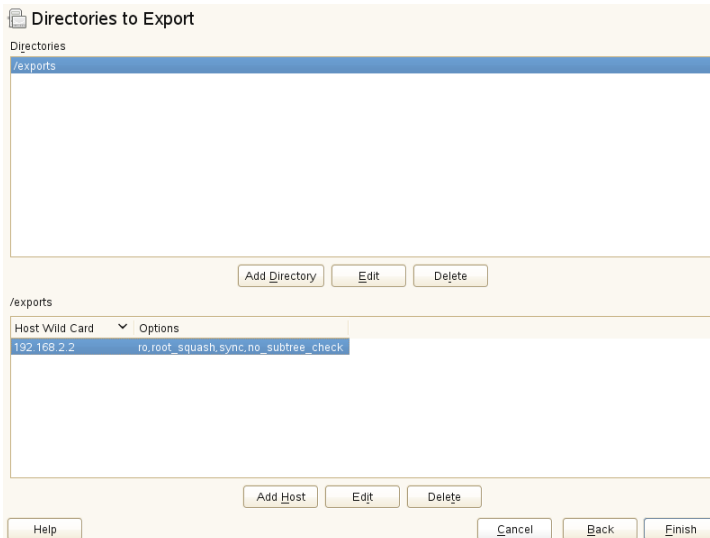 Directories to Export
Directories
/exports
Add Directory Edit Delete
/exports
Host Wild Card Options
192.168.2.2 ro,root_squash,sync,no_subtree_check
Add Host Edit Delete
Help Cancel Back Finish